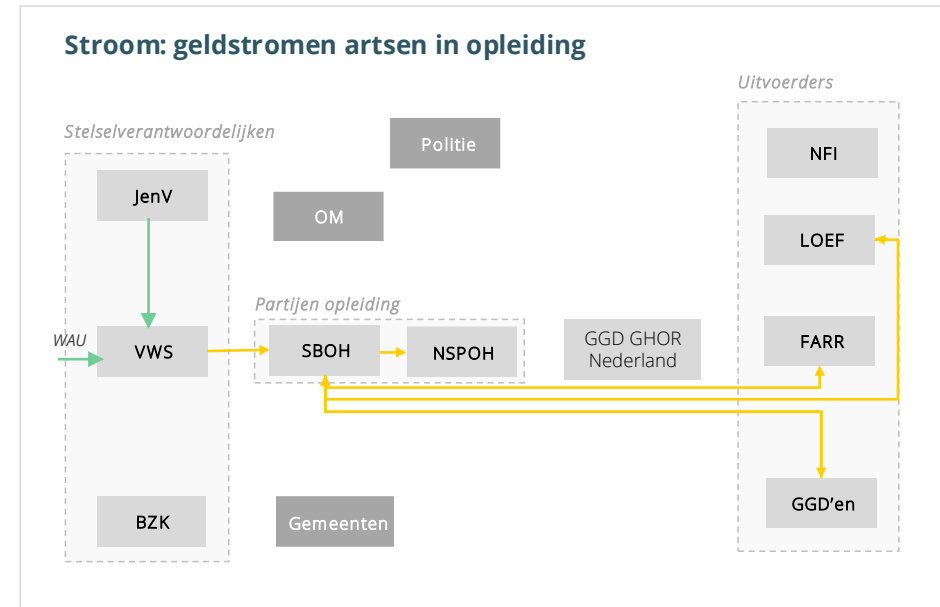 Stroom: geldstromen artsen in opleiding
Uitvoerders
Stelselverantwoordelijken
Politie
NFI
JenV
OM
LOEF
Partijen opleiding
WAU
VWS
SBOH
NSPOH
GGD GHOR
Nederland
FARR
GGD'en
BZK
Gemeenten